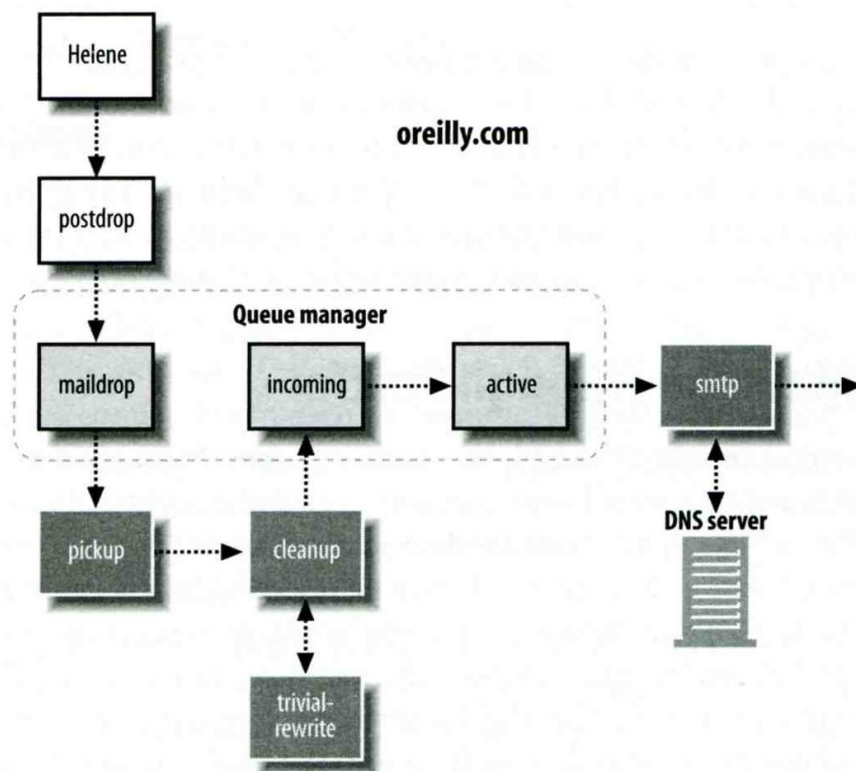 Helene
oreilly.com
postdrop
Queue manager
maildrop
incoming
active
smtp
pickup
cleanup
DNS server
trivial-
rewrite